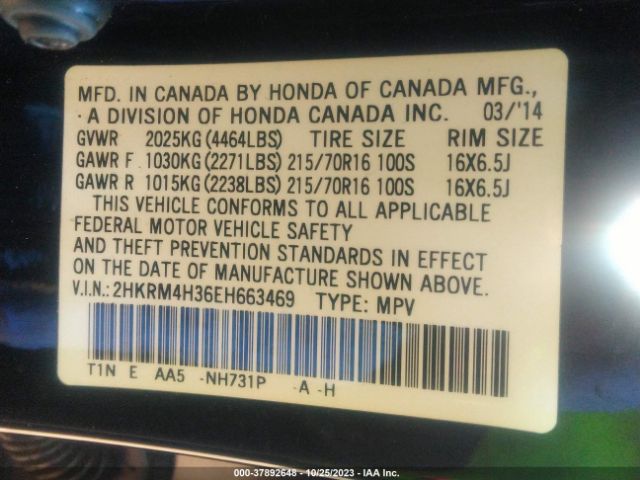 MFD. IN CANADA BY HONDA OF CANADA MFG.,
A DIVISION OF HONDA CANADA INC. 03/'14
GVWR 2025KG (4464LBS) TIRE SIZE RIM SIZE
GAWR F 1030KG (2271LBS) 215/70R16 100S 16X6.5J
GAWR R 1015KG (2238LBS) 215/70R16 100S 16X6.5J
THIS VEHICLE CONFORMS TO ALL APPLICABLE
FEDERAL MOTOR VEHICLE SAFETY
AND THEFT PREVENTION STANDARDS IN EFFECT
ON THE DATE OF MANUFACTURE SHOWN ABOVE.
V.I.N.: 2HKRM4H36EH663469 TYPE: MPV
T1N E AA5 -NH731P -A -H
000-37892648 - 10/25/2023 - IAA Inc.